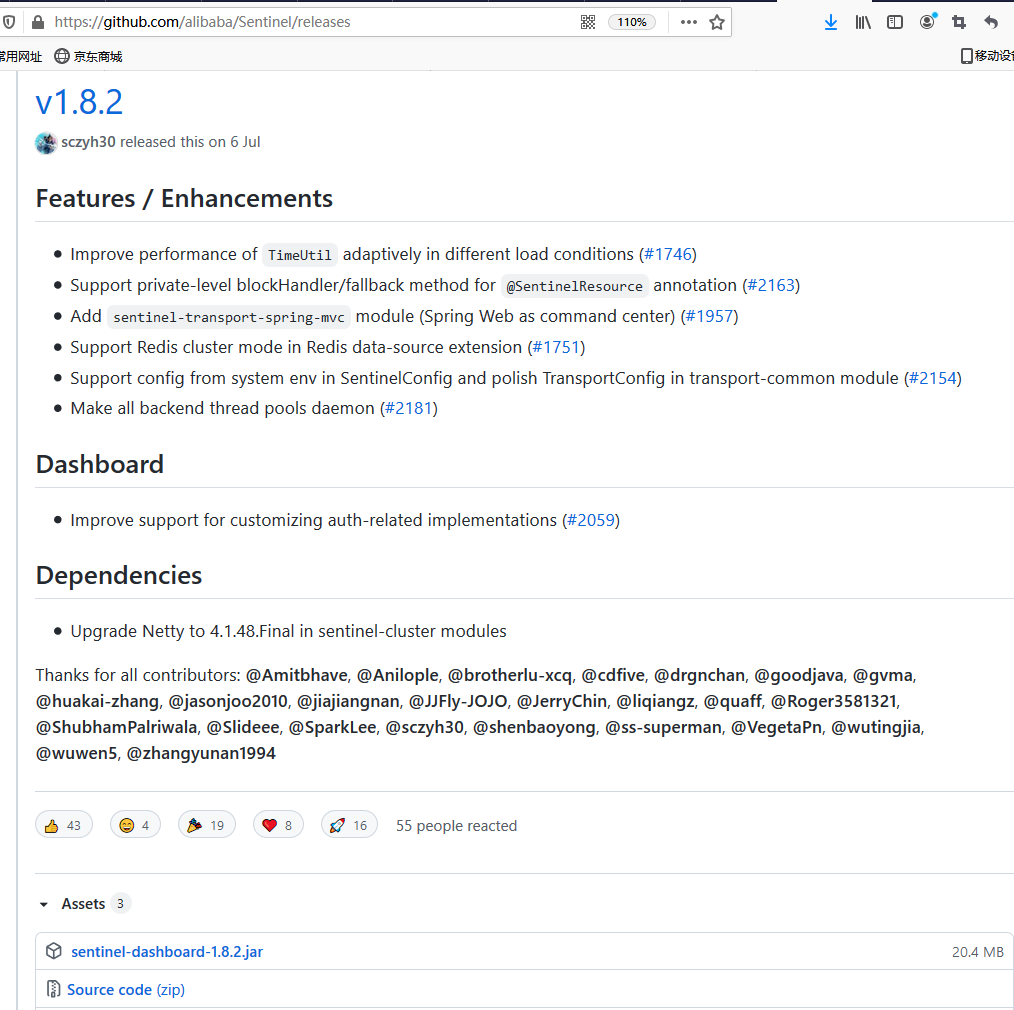 https://github.com/alibaba/Sentinel/releases 110%
常用网址 京东商城 移动设
v1.8.2
sczyh30 released this on 6 Jul
Features / Enhancements
Improve performance of TimeUtil adaptively in different load conditions (#1746)
Support private-level blockHandler/fallback method for @SentinelResource annotation (#2163)
Add sentinel-transport-spring-mvc module (Spring Web as command center) (#1957)
Support Redis cluster mode in Redis data-source extension (#1751)
Support config from system env in SentinelConfig and polish TransportConfig in transport-common module (#2154)
Make all backend thread pools daemon (#2181)
Dashboard
Improve support for customizing auth-related implementations (#2059)
Dependencies
Upgrade Netty to 4.1.48.Final in sentinel-cluster modules
Thanks for all contributors: @Amitbhave, @Anilople, @brotherlu-xcq, @cdfive, @drgnchan, @goodjava, @gvma,
@huakai-zhang, @jasonjoo2010, @jiajiangnan, @JJFly-JOJO, @JerryChin, @liqiangz, @quaff, @Roger3581321,
@ShubhamPalriwala, @Slideee, @SparkLee, @sczyh30, @shenbaoyong, @ss-superman, @VegetaPn, @wutingjia,
@wuwen5, @zhangyunan1994
43 4 19 8 16 55 people reacted
Assets 3
sentinel-dashboard-1.8.2.jar 20.4 MB
Source code (zip)